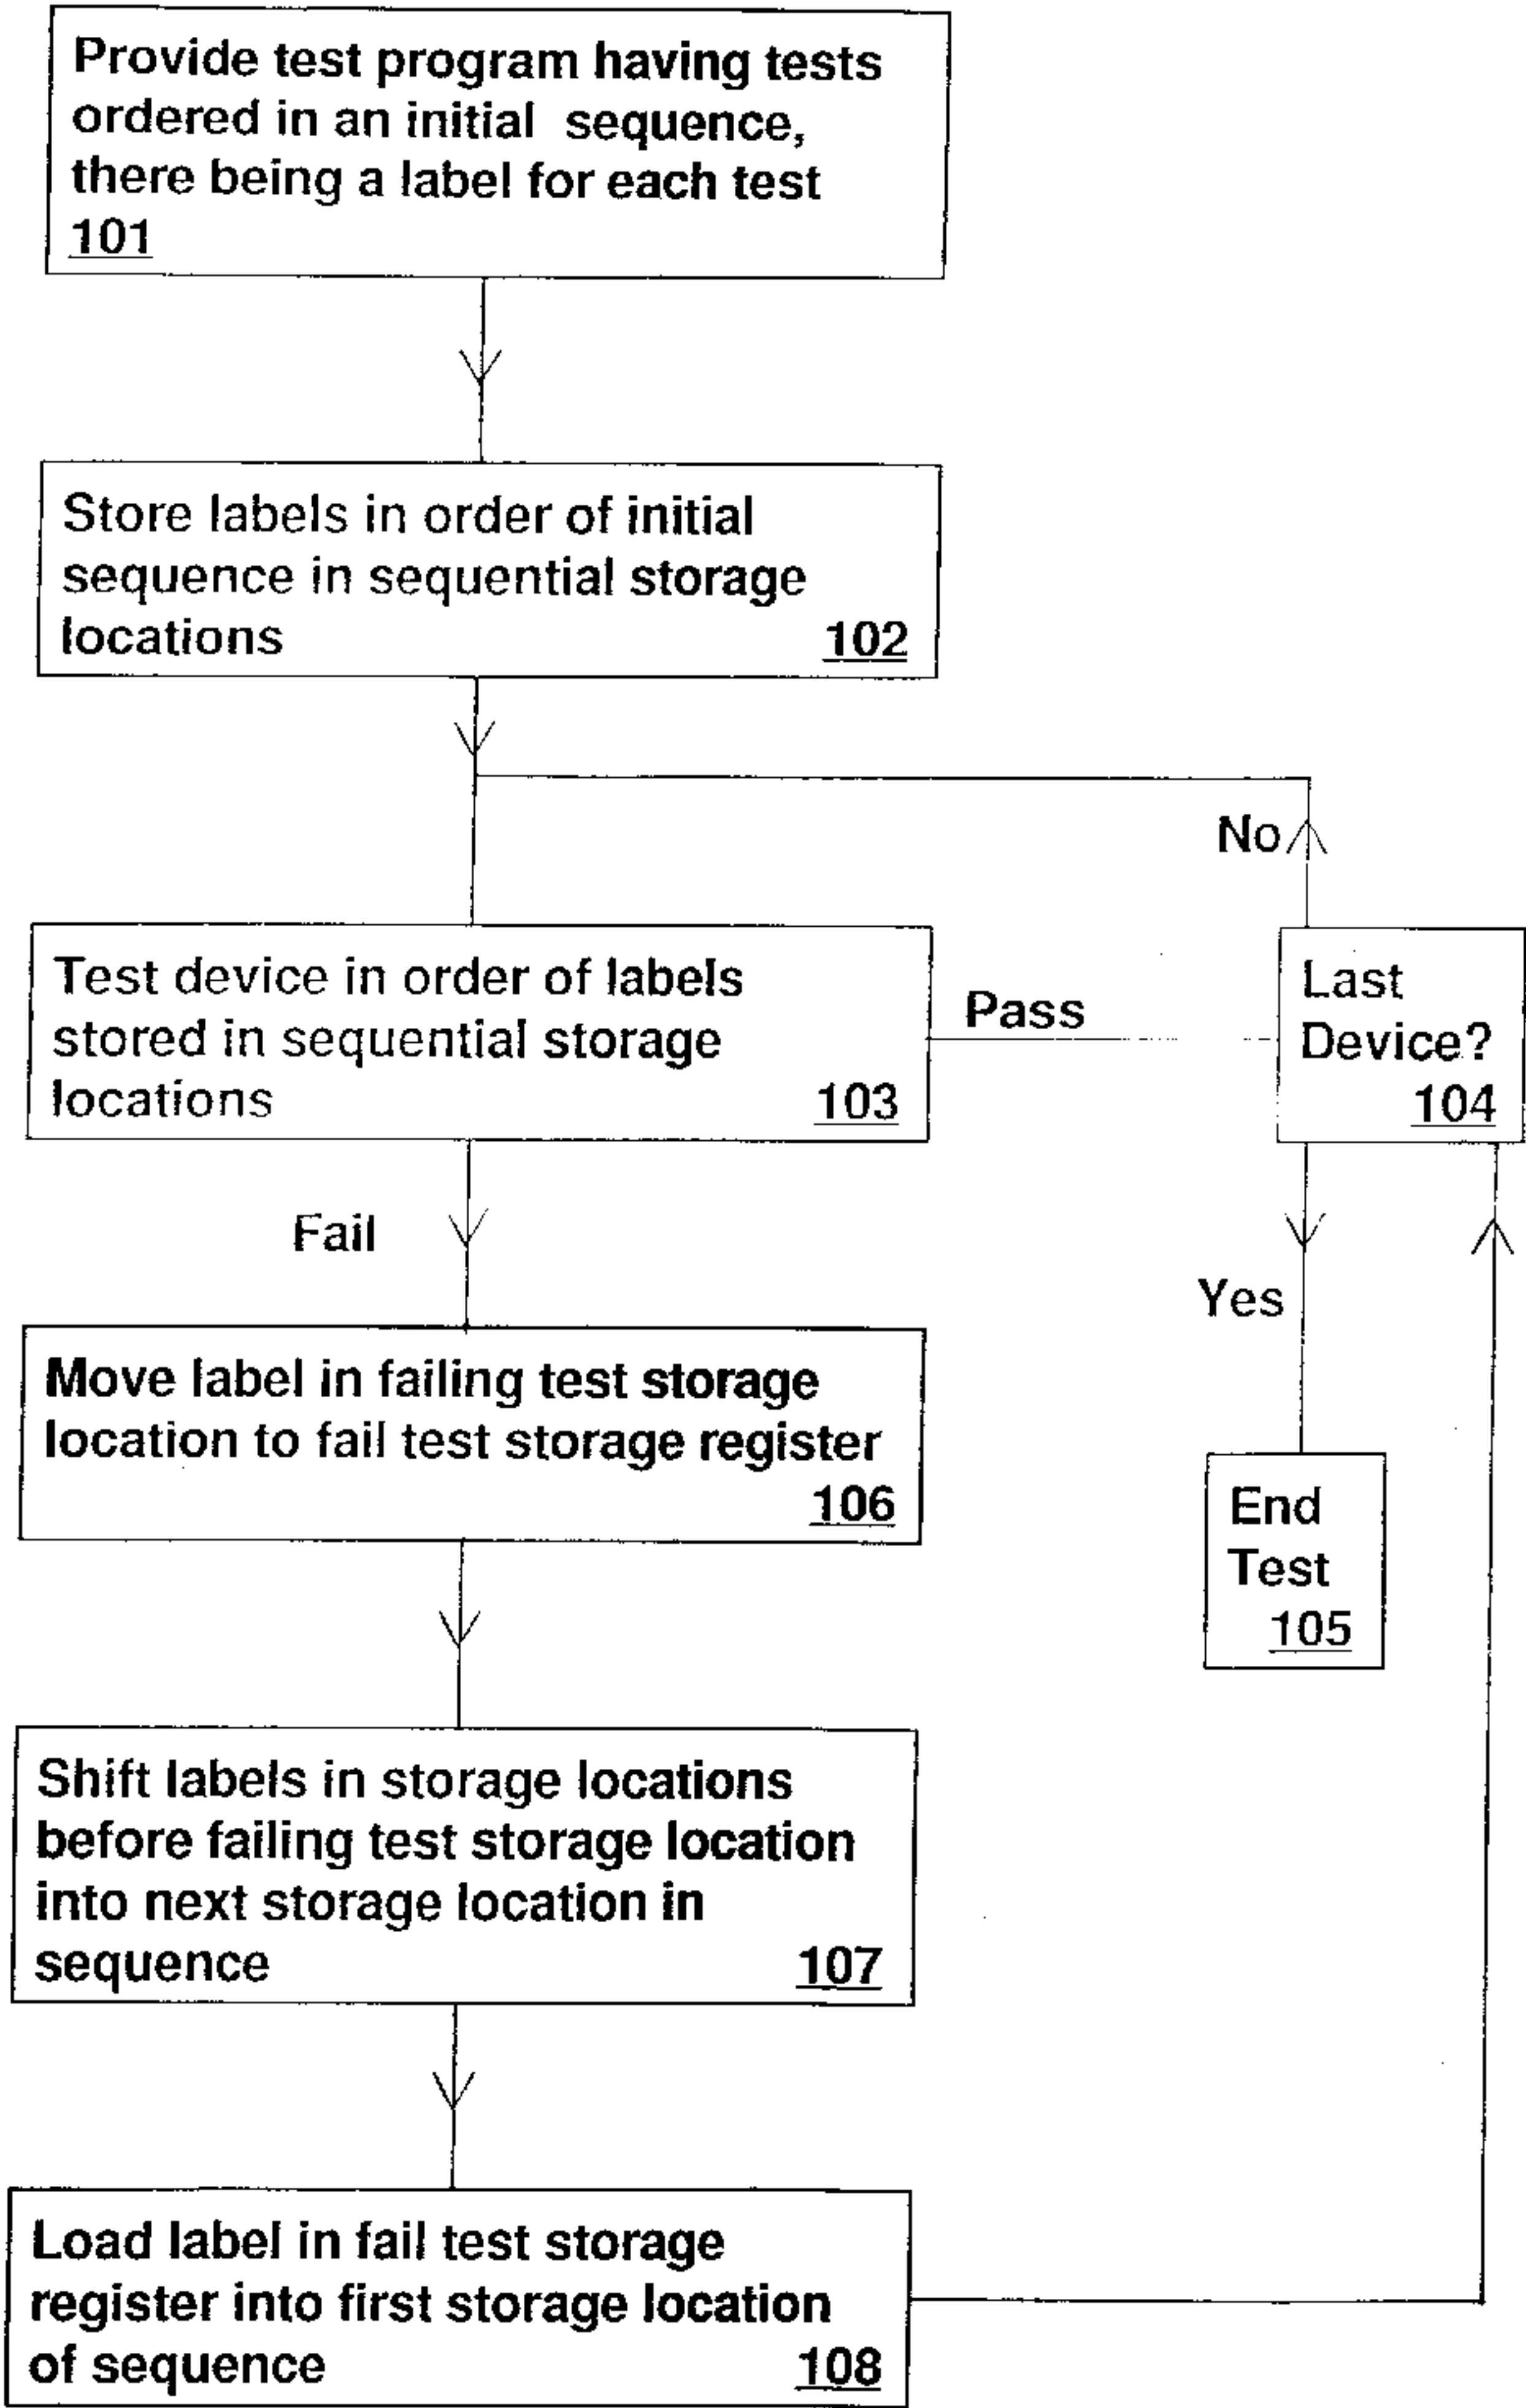 Provide test program having tests
ordered in an initial sequence,
there being a label for each test
101
Store labels in order of initial
sequence in sequential storage
locations 102
No
Test device in order of labels
stored in sequential storage
locations 103
Pass
Last
Device?
104
Fail
Yes
Move label in failing test storage
location to fail test storage register
106
End
Test
105
Shift labels in storage locations
before failing test storage location
into next storage location in
sequence 107
Load label in fail test storage
register into first storage location
of sequence 108